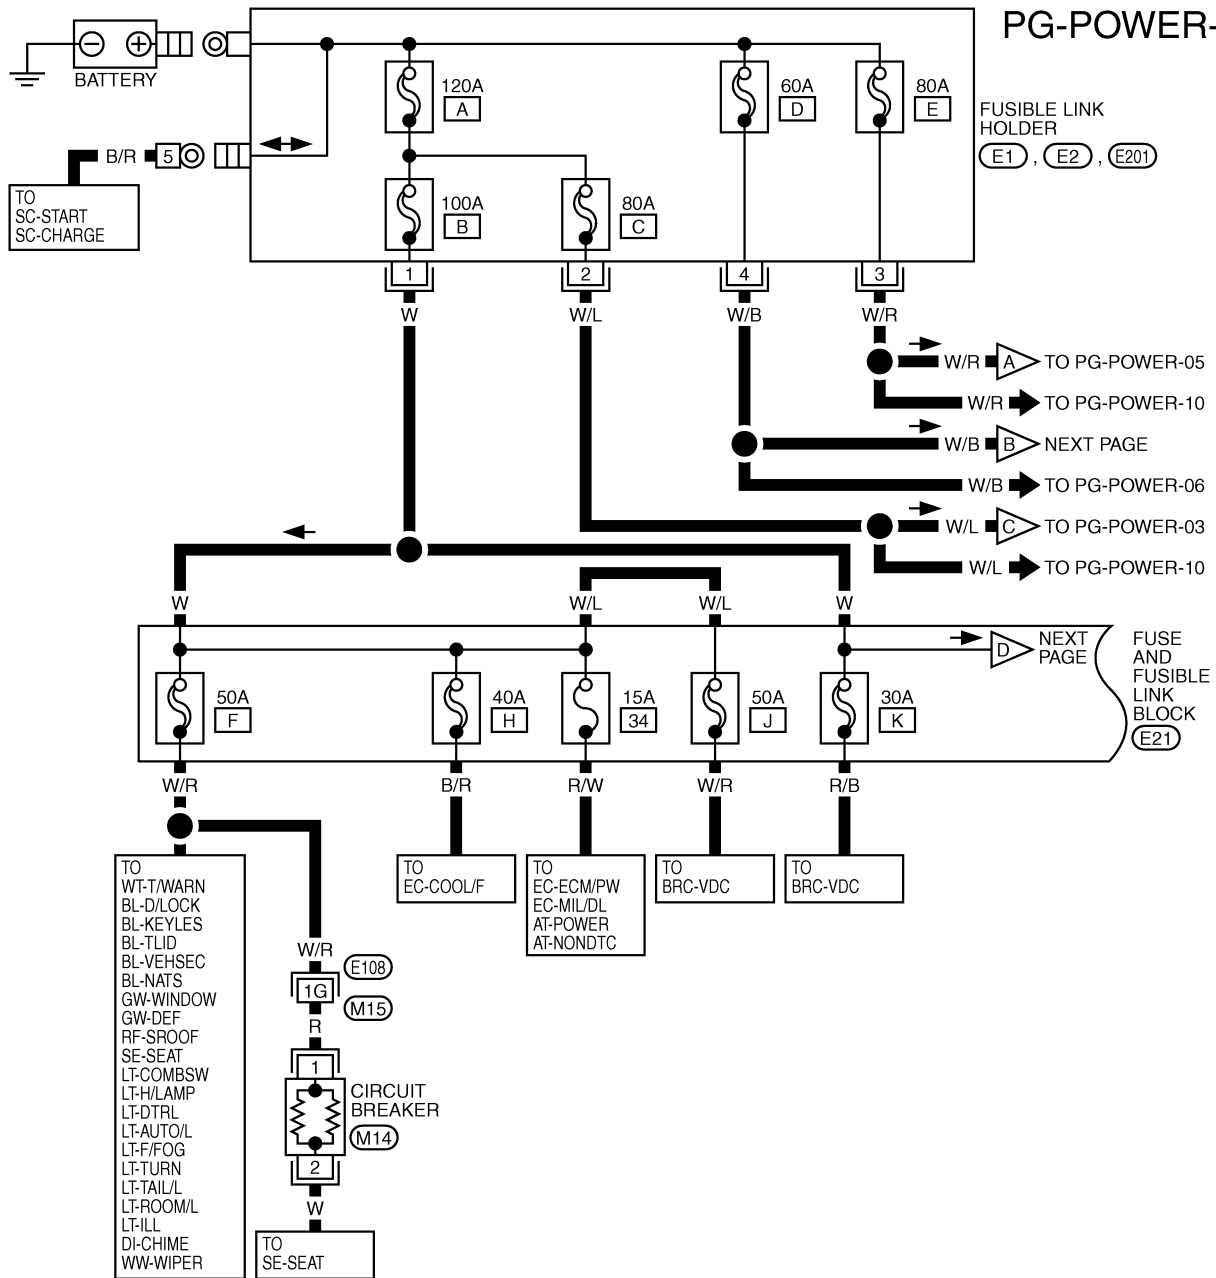 PG-POWER-
− +
BATTERY
120A
A
60A
D
80A
E
FUSIBLE LINK
HOLDER
E1 , E2 , E201
B/R 5
TO
SC-START
SC-CHARGE
100A
B
80A
C
1 2 4 3
W W/L W/B W/R
W/R A TO PG-POWER-05
W/R TO PG-POWER-10
W/B B NEXT PAGE
W/B TO PG-POWER-06
W/L C TO PG-POWER-03
W/L TO PG-POWER-10
W W/L W/L W
D NEXT
PAGE
FUSE
AND
FUSIBLE
LINK
BLOCK
E21
50A
F
40A
H
15A
34
50A
J
30A
K
W/R B/R R/W W/R R/B
TO
WT-T/WARN
BL-D/LOCK
BL-KEYLES
BL-TLID
BL-VEHSEC
BL-NATS
GW-WINDOW
GW-DEF
RF-SROOF
SE-SEAT
LT-COMBSW
LT-H/LAMP
LT-DTRL
LT-AUTO/L
LT-F/FOG
LT-TURN
LT-TAIL/L
LT-ROOM/L
LT-ILL
DI-CHIME
WW-WIPER
TO
EC-COOL/F
TO
EC-ECM/PW
EC-MIL/DL
AT-POWER
AT-NONDTC
TO
BRC-VDC
TO
BRC-VDC
W/R
E108
1G
M15
R
1
CIRCUIT
BREAKER
M14
2
W
TO
SE-SEAT